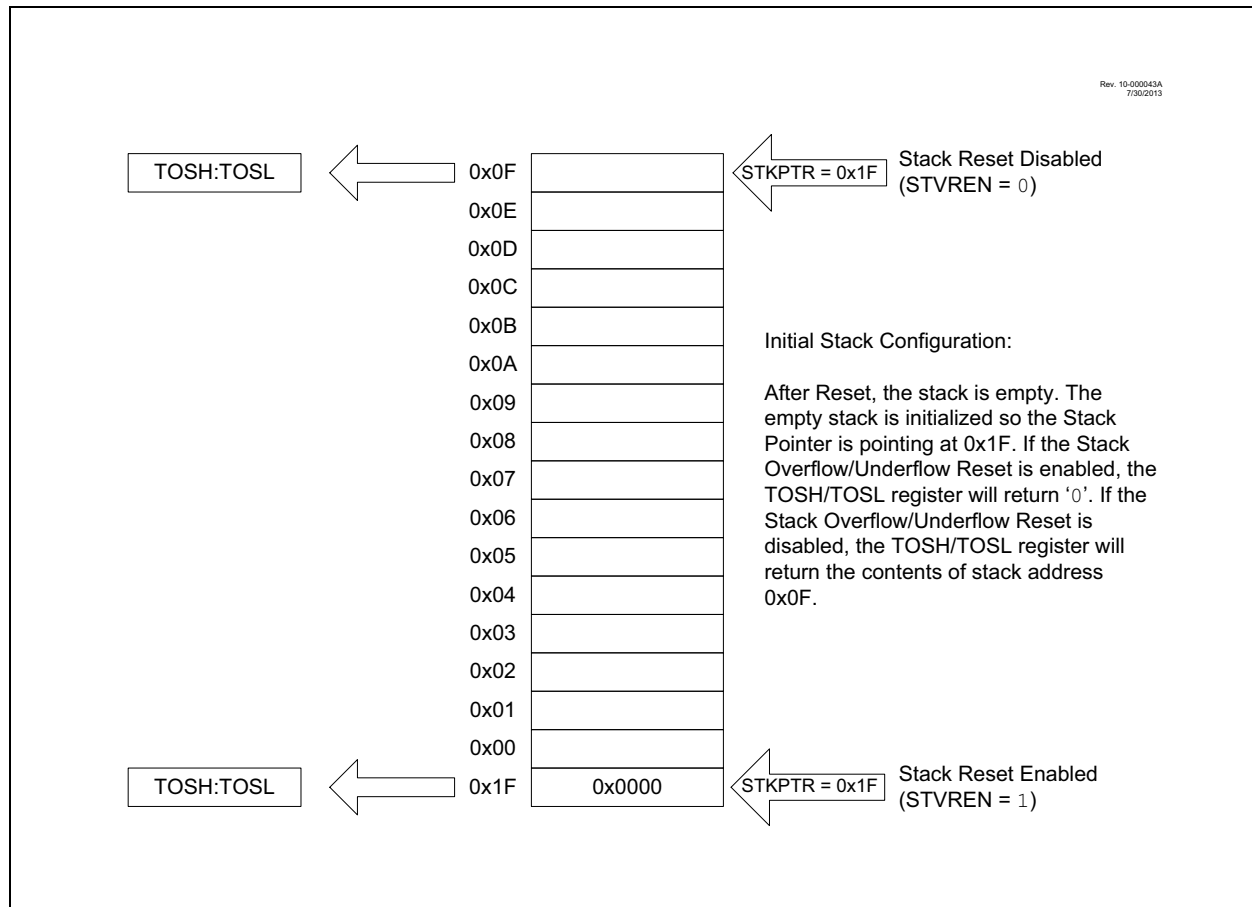 Rev. 10-000043A
7/30/2013
TOSH:TOSL
0x0F
STKPTR = 0x1F
Stack Reset Disabled
(STVREN = 0)
0x0E
0x0D
0x0C
0x0B
0x0A
0x09
0x08
0x07
0x06
0x05
0x04
0x03
0x02
0x01
0x00
Initial Stack Configuration:
After Reset, the stack is empty. The
empty stack is initialized so the Stack
Pointer is pointing at 0x1F. If the Stack
Overflow/Underflow Reset is enabled, the
TOSH/TOSL register will return ‘0’. If the
Stack Overflow/Underflow Reset is
disabled, the TOSH/TOSL register will
return the contents of stack address
0x0F.
TOSH:TOSL
0x1F
0x0000
STKPTR = 0x1F
Stack Reset Enabled
(STVREN = 1)